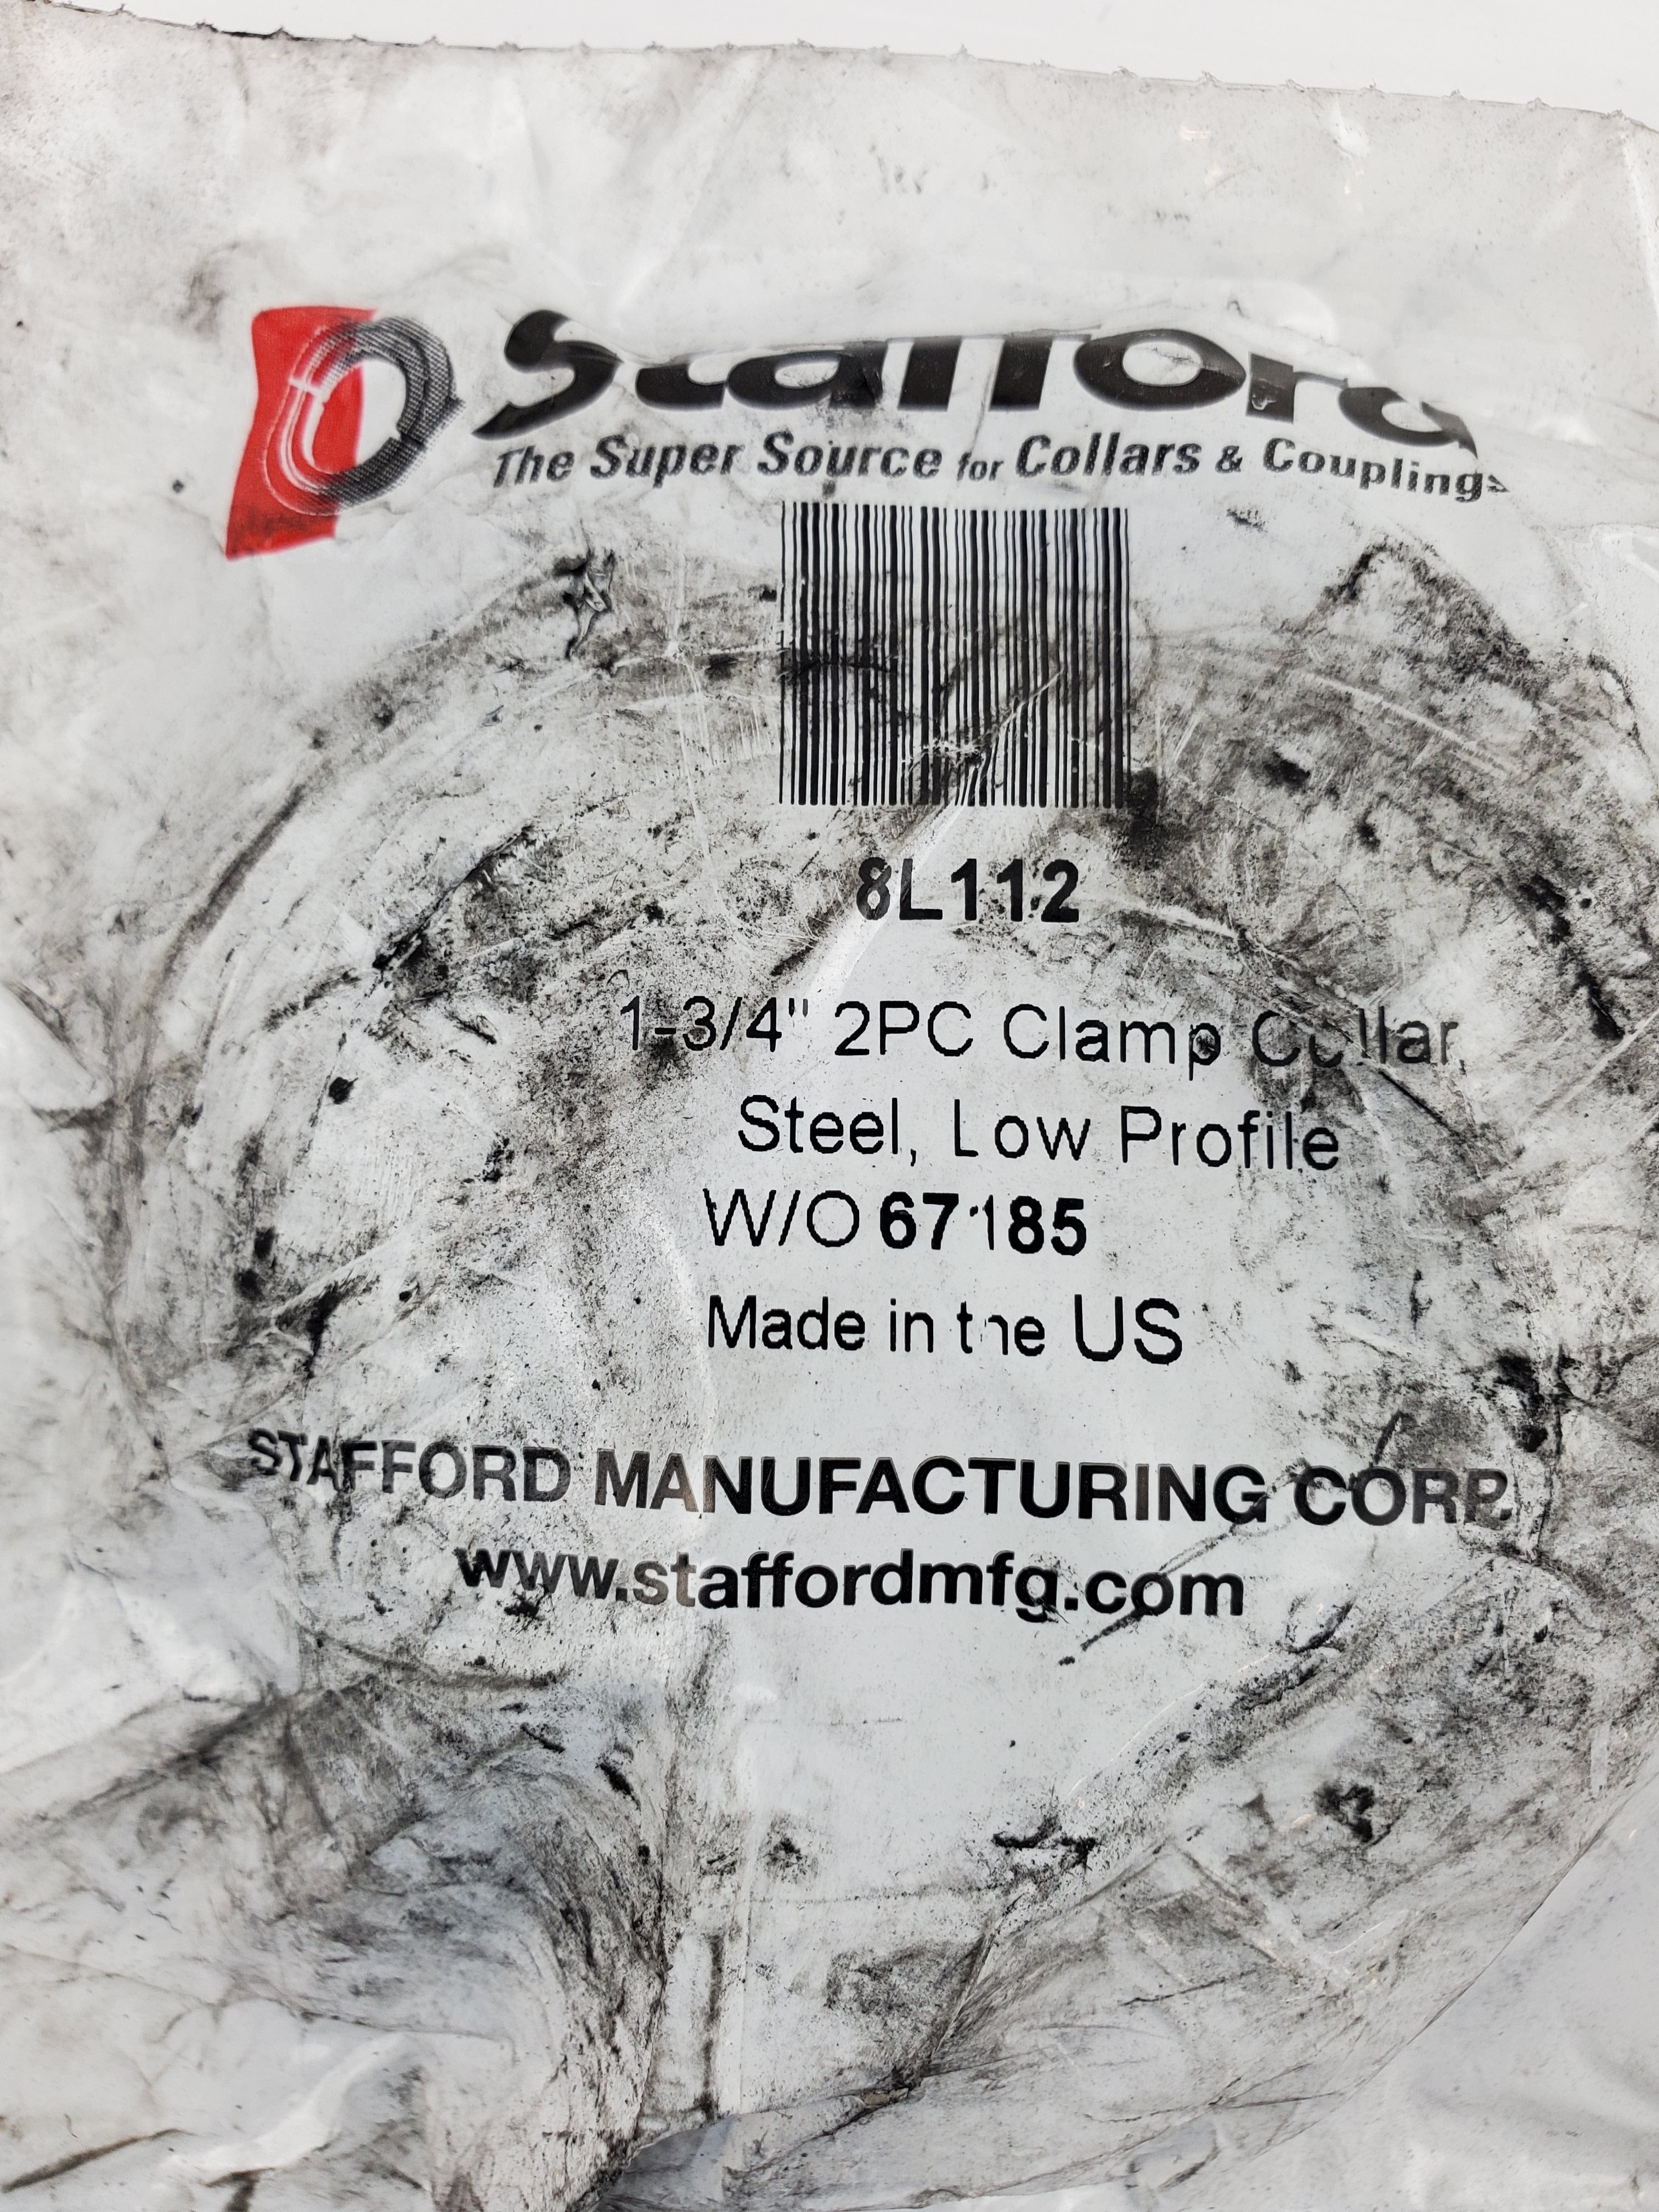 Stafford
The Super Source for Collars & Couplings
8L112
1-3/4" 2PC Clamp Collar,
Steel, Low Profile
W/O 67185
Made in the US
STAFFORD MANUFACTURING CORP.
www.staffordmfg.com